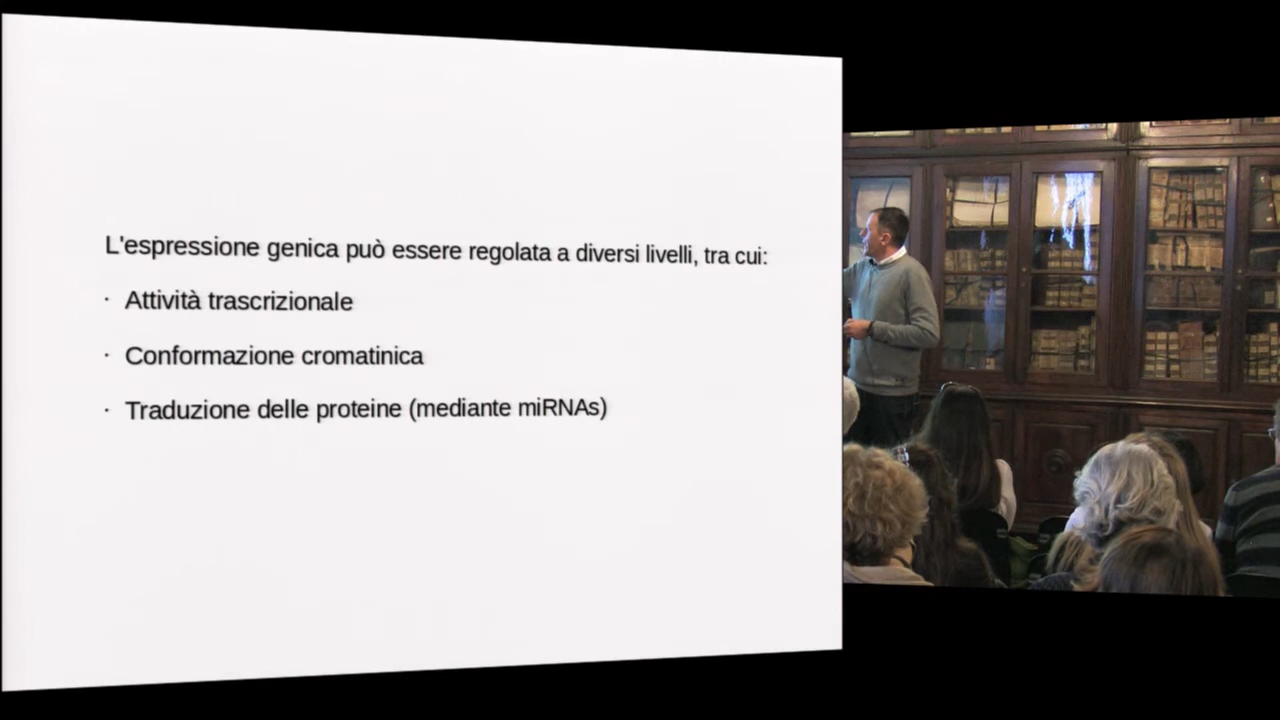 L'espressione genica può essere regolata a diversi livelli, tra cui:
· Attività trascrizionale
· Conformazione cromatinica
· Traduzione delle proteine (mediante miRNAs)